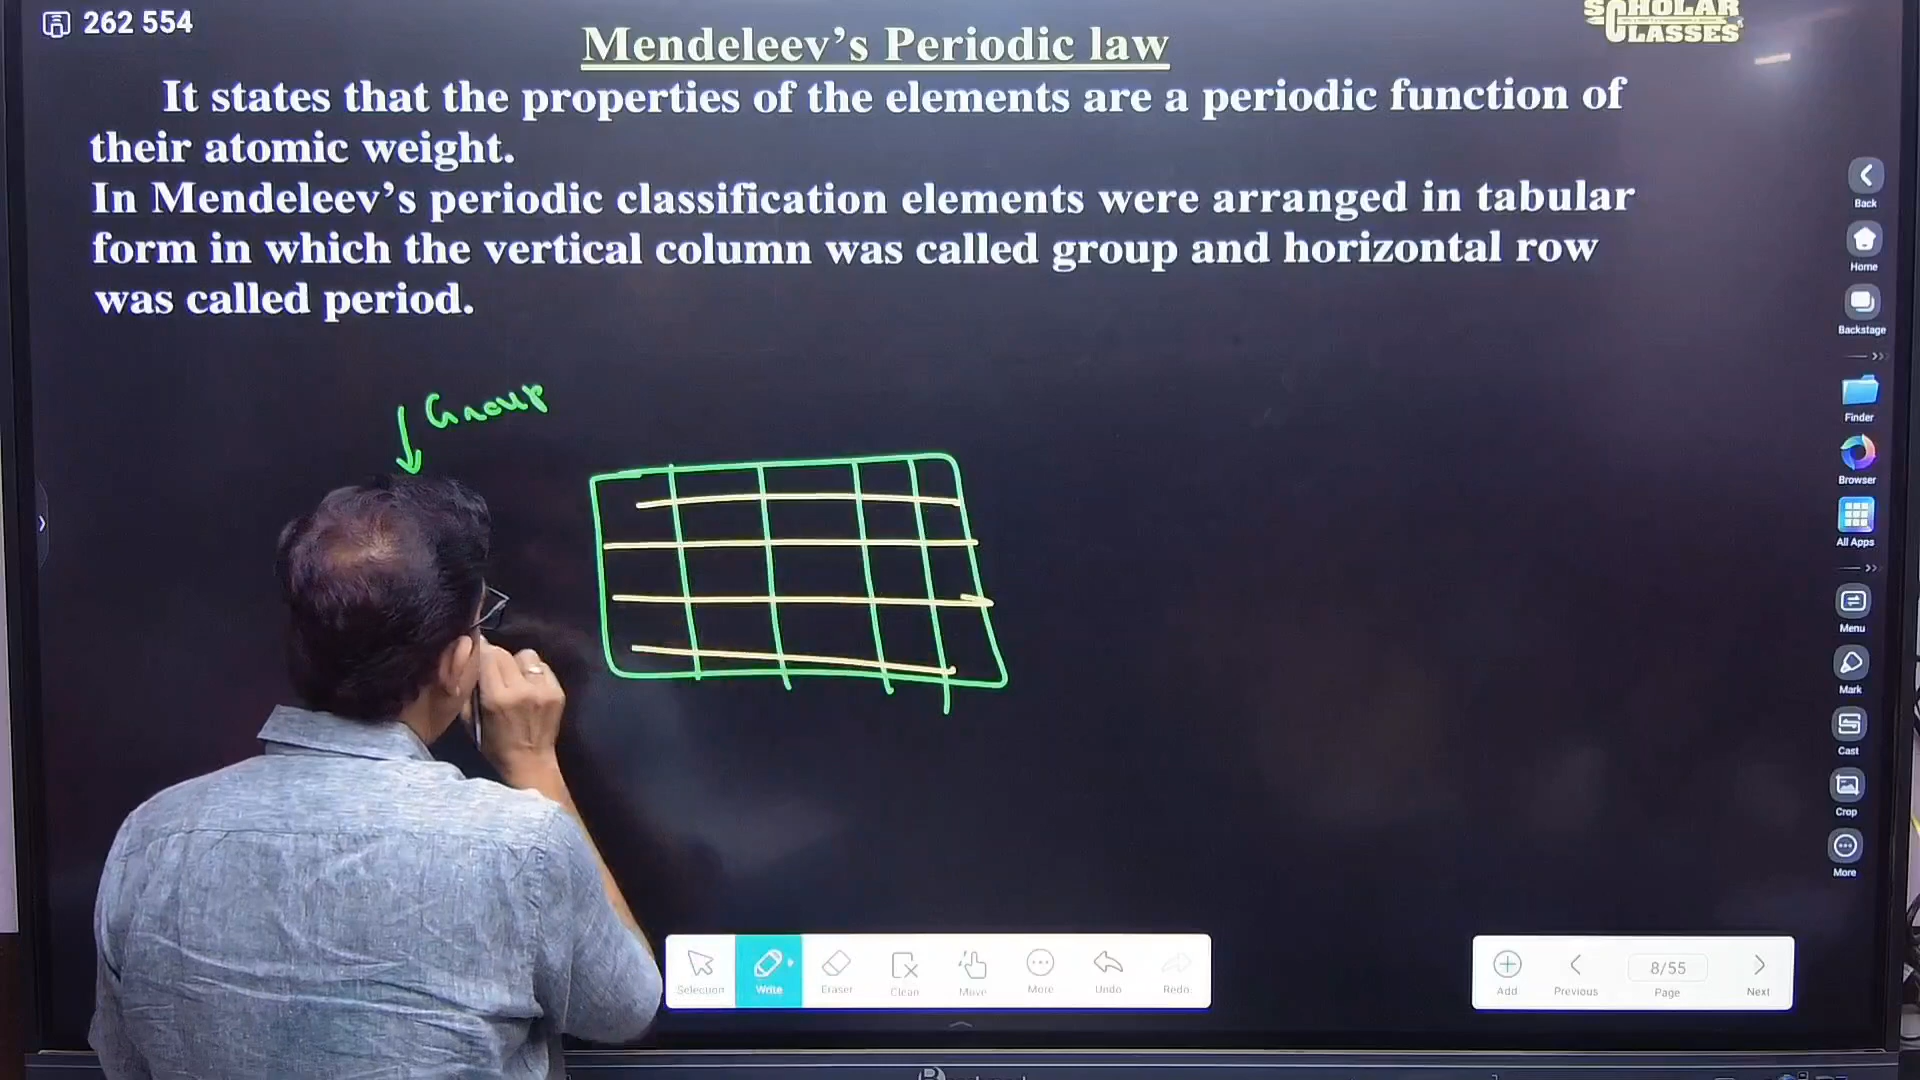 262 554
SCHOLAR
CLASSES
Mendeleev's Periodic law
It states that the properties of the elements are a periodic function of
their atomic weight.
In Mendeleev's periodic classification elements were arranged in tabular
form in which the vertical column was called group and horizontal row
was called period.
Group
Back
Home
Backstage
Finder
Browser
All Apps
Menu
Mark
Cast
Crop
More
Selection
Write
Eraser
Clean
Move
More
Undo
Redo
Add
Previous
8/55
Page
Next